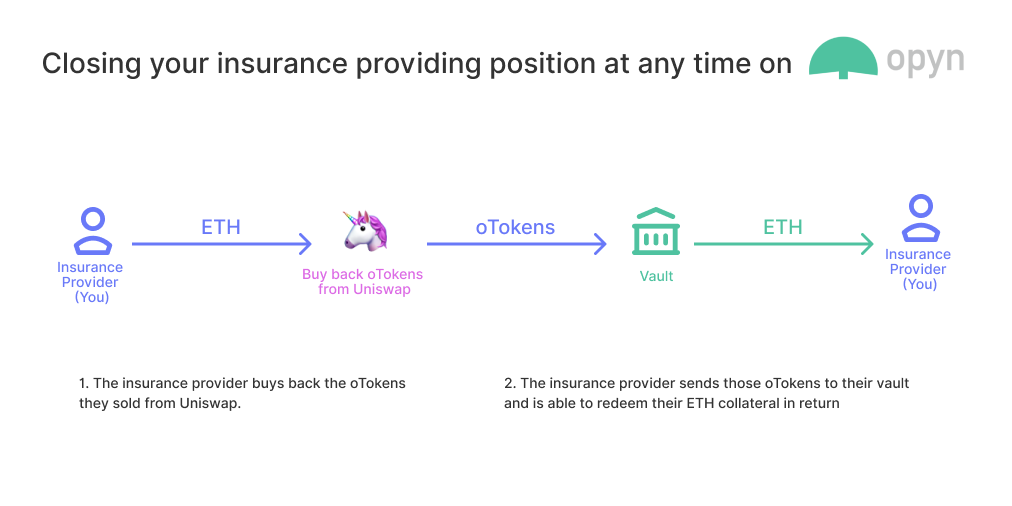 Closing your insurance providing position at any time on opyn
ETH
oTokens
ETH
Insurance
Provider
(You)
Buy back oTokens
from Uniswap
Vault
Insurance
Provider
(You)
1. The insurance provider buys back the oTokens
they sold from Uniswap.
2. The insurance provider sends those oTokens to their vault
and is able to redeem their ETH collateral in return